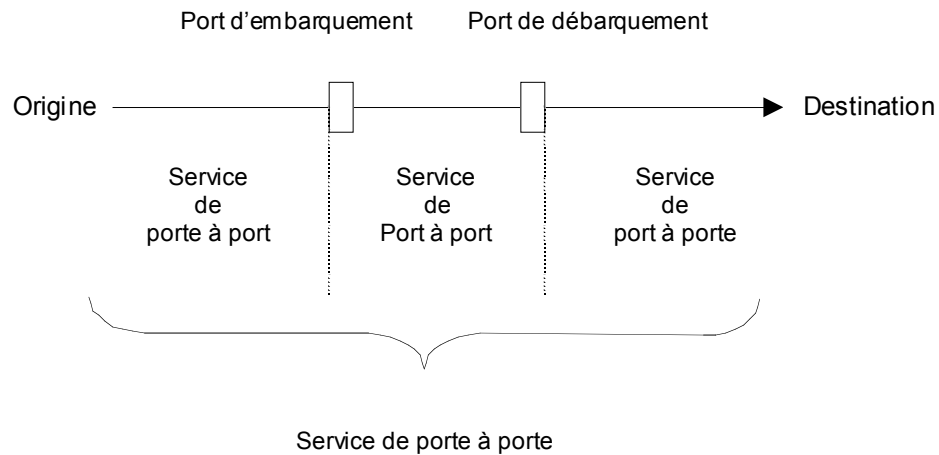 Port d'embarquement
Port de débarquement
Origine
Destination
Service
de
porte à port
Service
de
Port à port
Service
de
port à porte
Service de porte à porte